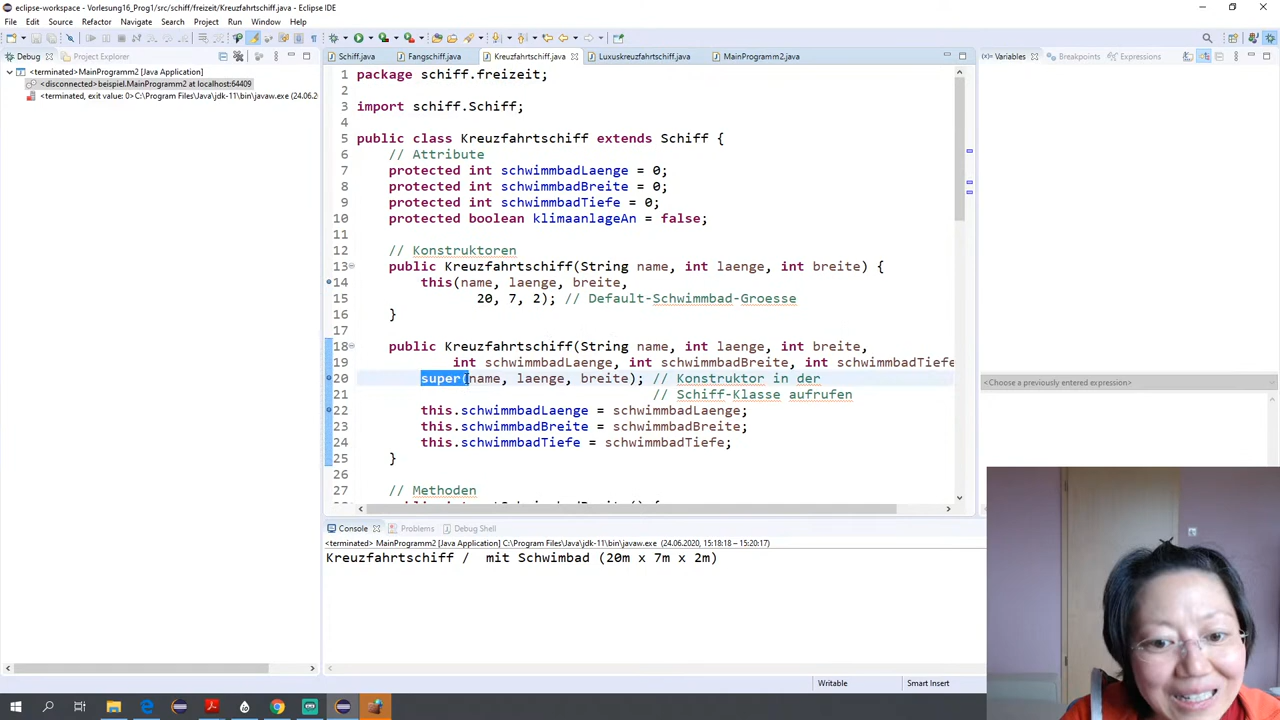 eclipse-workspace - Vorlesung16_Prog1/src/schiff/freizeit/Kreuzfahrtschiff.java - Eclipse IDE
File Edit Source Refactor Navigate Search Project Run Window Help
Debug Project Explorer
<terminated>MainProgramm2 [Java Application]
<disconnected> beispiel.MainProgramm2 at localhost:64409
<terminated, exit value: 0>C:\Program Files\Java\jdk-11\bin\javaw.exe (24.06.2
Schiff.java Fangschiff.java Kreuzfahrtschiff.java Luxuskreuzfahrtschiff.java MainProgramm2.java
1 package schiff.freizeit;
2
3 import schiff.Schiff;
4
5 public class Kreuzfahrtschiff extends Schiff {
6 // Attribute
7 protected int schwimmbadLaenge = 0;
8 protected int schwimmbadBreite = 0;
9 protected int schwimmbadTiefe = 0;
10 protected boolean klimaanlageAn = false;
11
12 // Konstruktoren
13 public Kreuzfahrtschiff(String name, int laenge, int breite) {
14 this(name, laenge, breite,
15 20, 7, 2); // Default-Schwimmbad-Groesse
16 }
17
18 public Kreuzfahrtschiff(String name, int laenge, int breite,
19 int schwimmbadLaenge, int schwimmbadBreite, int schwimmbadTiefe
20 super(name, laenge, breite); // Konstruktor in der
21 // Schiff-Klasse aufrufen
22 this.schwimmbadLaenge = schwimmbadLaenge;
23 this.schwimmbadBreite = schwimmbadBreite;
24 this.schwimmbadTiefe = schwimmbadTiefe;
25 }
26
27 // Methoden
Variables Breakpoints Expressions
<Choose a previously entered expression>
Console Problems Debug Shell
<terminated> MainProgramm2 [Java Application] C:\Program Files\Java\jdk-11\bin\javaw.exe (24.06.2020, 15:18:18 – 15:20:17)
Kreuzfahrtschiff / mit Schwimbad (20m x 7m x 2m)
Writable Smart Insert